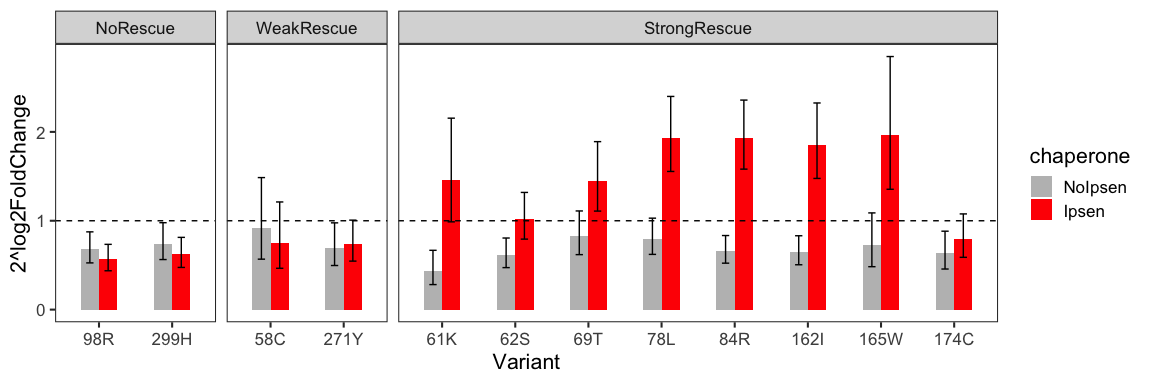 NoRescue
WeakRescue
StrongRescue
2^log2FoldChange
2
1
0
98R 299H 58C 271Y 61K 62S 69T 78L 84R 162I 165W 174C
Variant
chaperone
NoIpsen
Ipsen